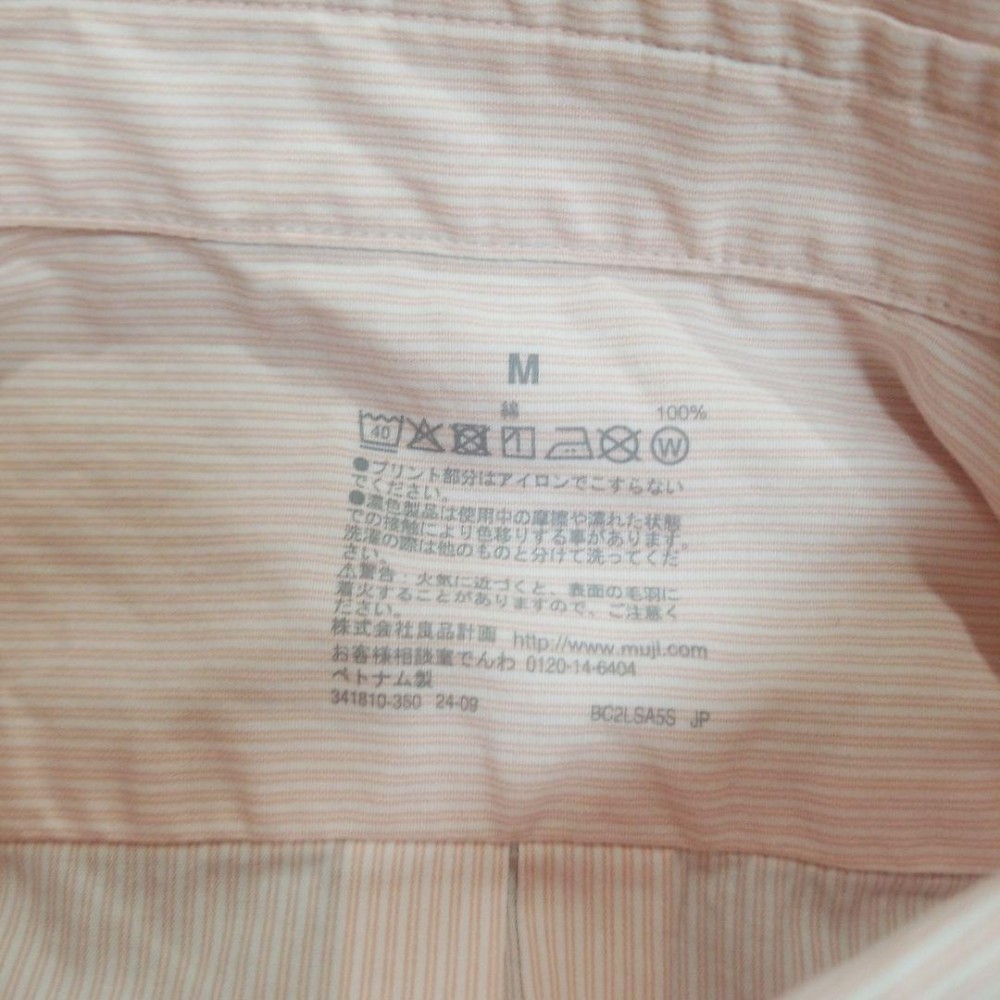 M
綿 100%
40 W
●プリント部分はアイロンでこすらない
でください。
●濃色製品は使用中の摩擦や濡れた状態
での接触により色移りする事があります。
洗濯の際は他のものと分けて洗ってくだ
さい。
⚠警告：火気に近づくと、表面の毛羽に
着火することがありますので、ご注意く
ださい。
株式会社良品計画 http://www.muji.com
お客様相談室でんわ 0120-14-6404
ベトナム製
341810-350 24-09 BC2LSA5S JP